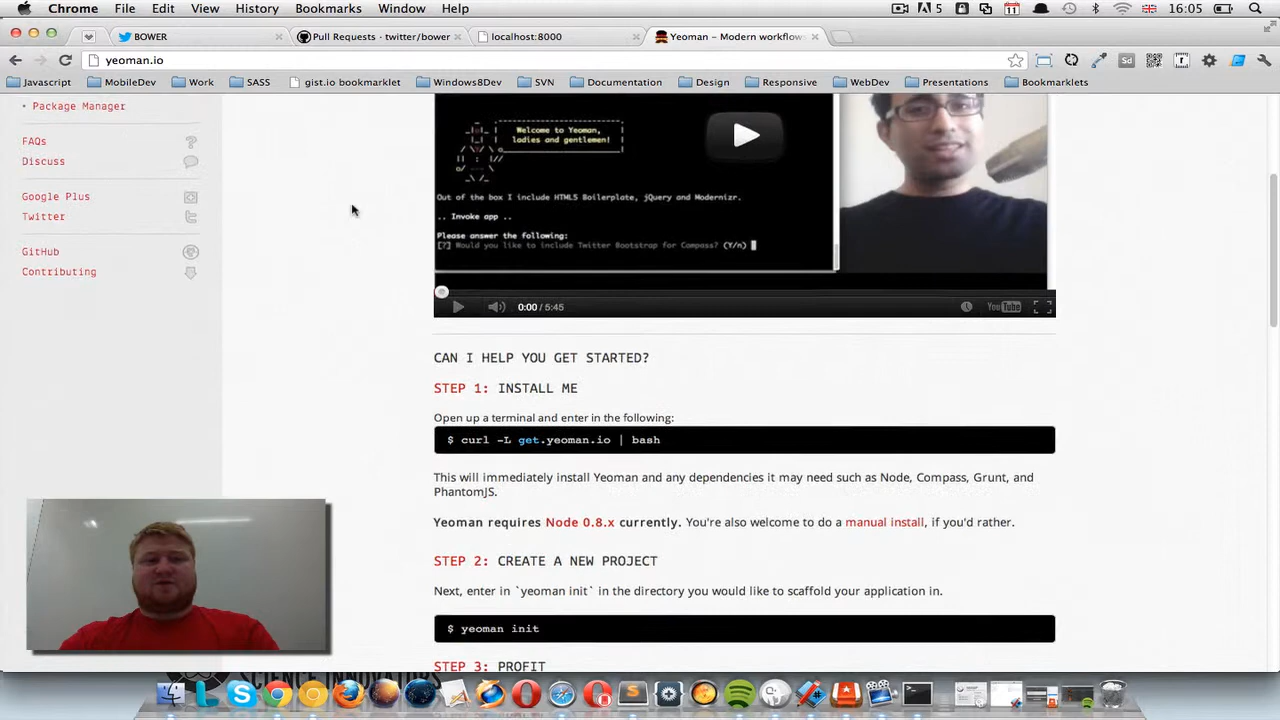 Chrome File Edit View History Bookmarks Window Help 5 11 16:05
BOWER Pull Requests · twitter/bower localhost:8000 Yeoman – Modern workflows
yeoman.io
Javascript MobileDev Work SASS gist.io bookmarklet Windows8Dev SVN Documentation Design Responsive WebDev Presentations Bookmarklets
Package Manager
FAQs
Discuss
Google Plus
Twitter
GitHub
Contributing
Welcome to Yeoman,
ladies and gentlemen!
Out of the box I include HTML5 Boilerplate, jQuery and Modernizr.
.. Invoke app ..
Please answer the following:
[?] Would you like to include Twitter Bootstrap for Compass? (Y/n)
0:00 / 5:45 YouTube
CAN I HELP YOU GET STARTED?
STEP 1: INSTALL ME
Open up a terminal and enter in the following:
$ curl -L get.yeoman.io | bash
This will immediately install Yeoman and any dependencies it may need such as Node, Compass, Grunt, and
PhantomJS.
Yeoman requires Node 0.8.x currently. You're also welcome to do a manual install, if you'd rather.
STEP 2: CREATE A NEW PROJECT
Next, enter in `yeoman init` in the directory you would like to scaffold your application in.
$ yeoman init
STEP 3: PROFIT